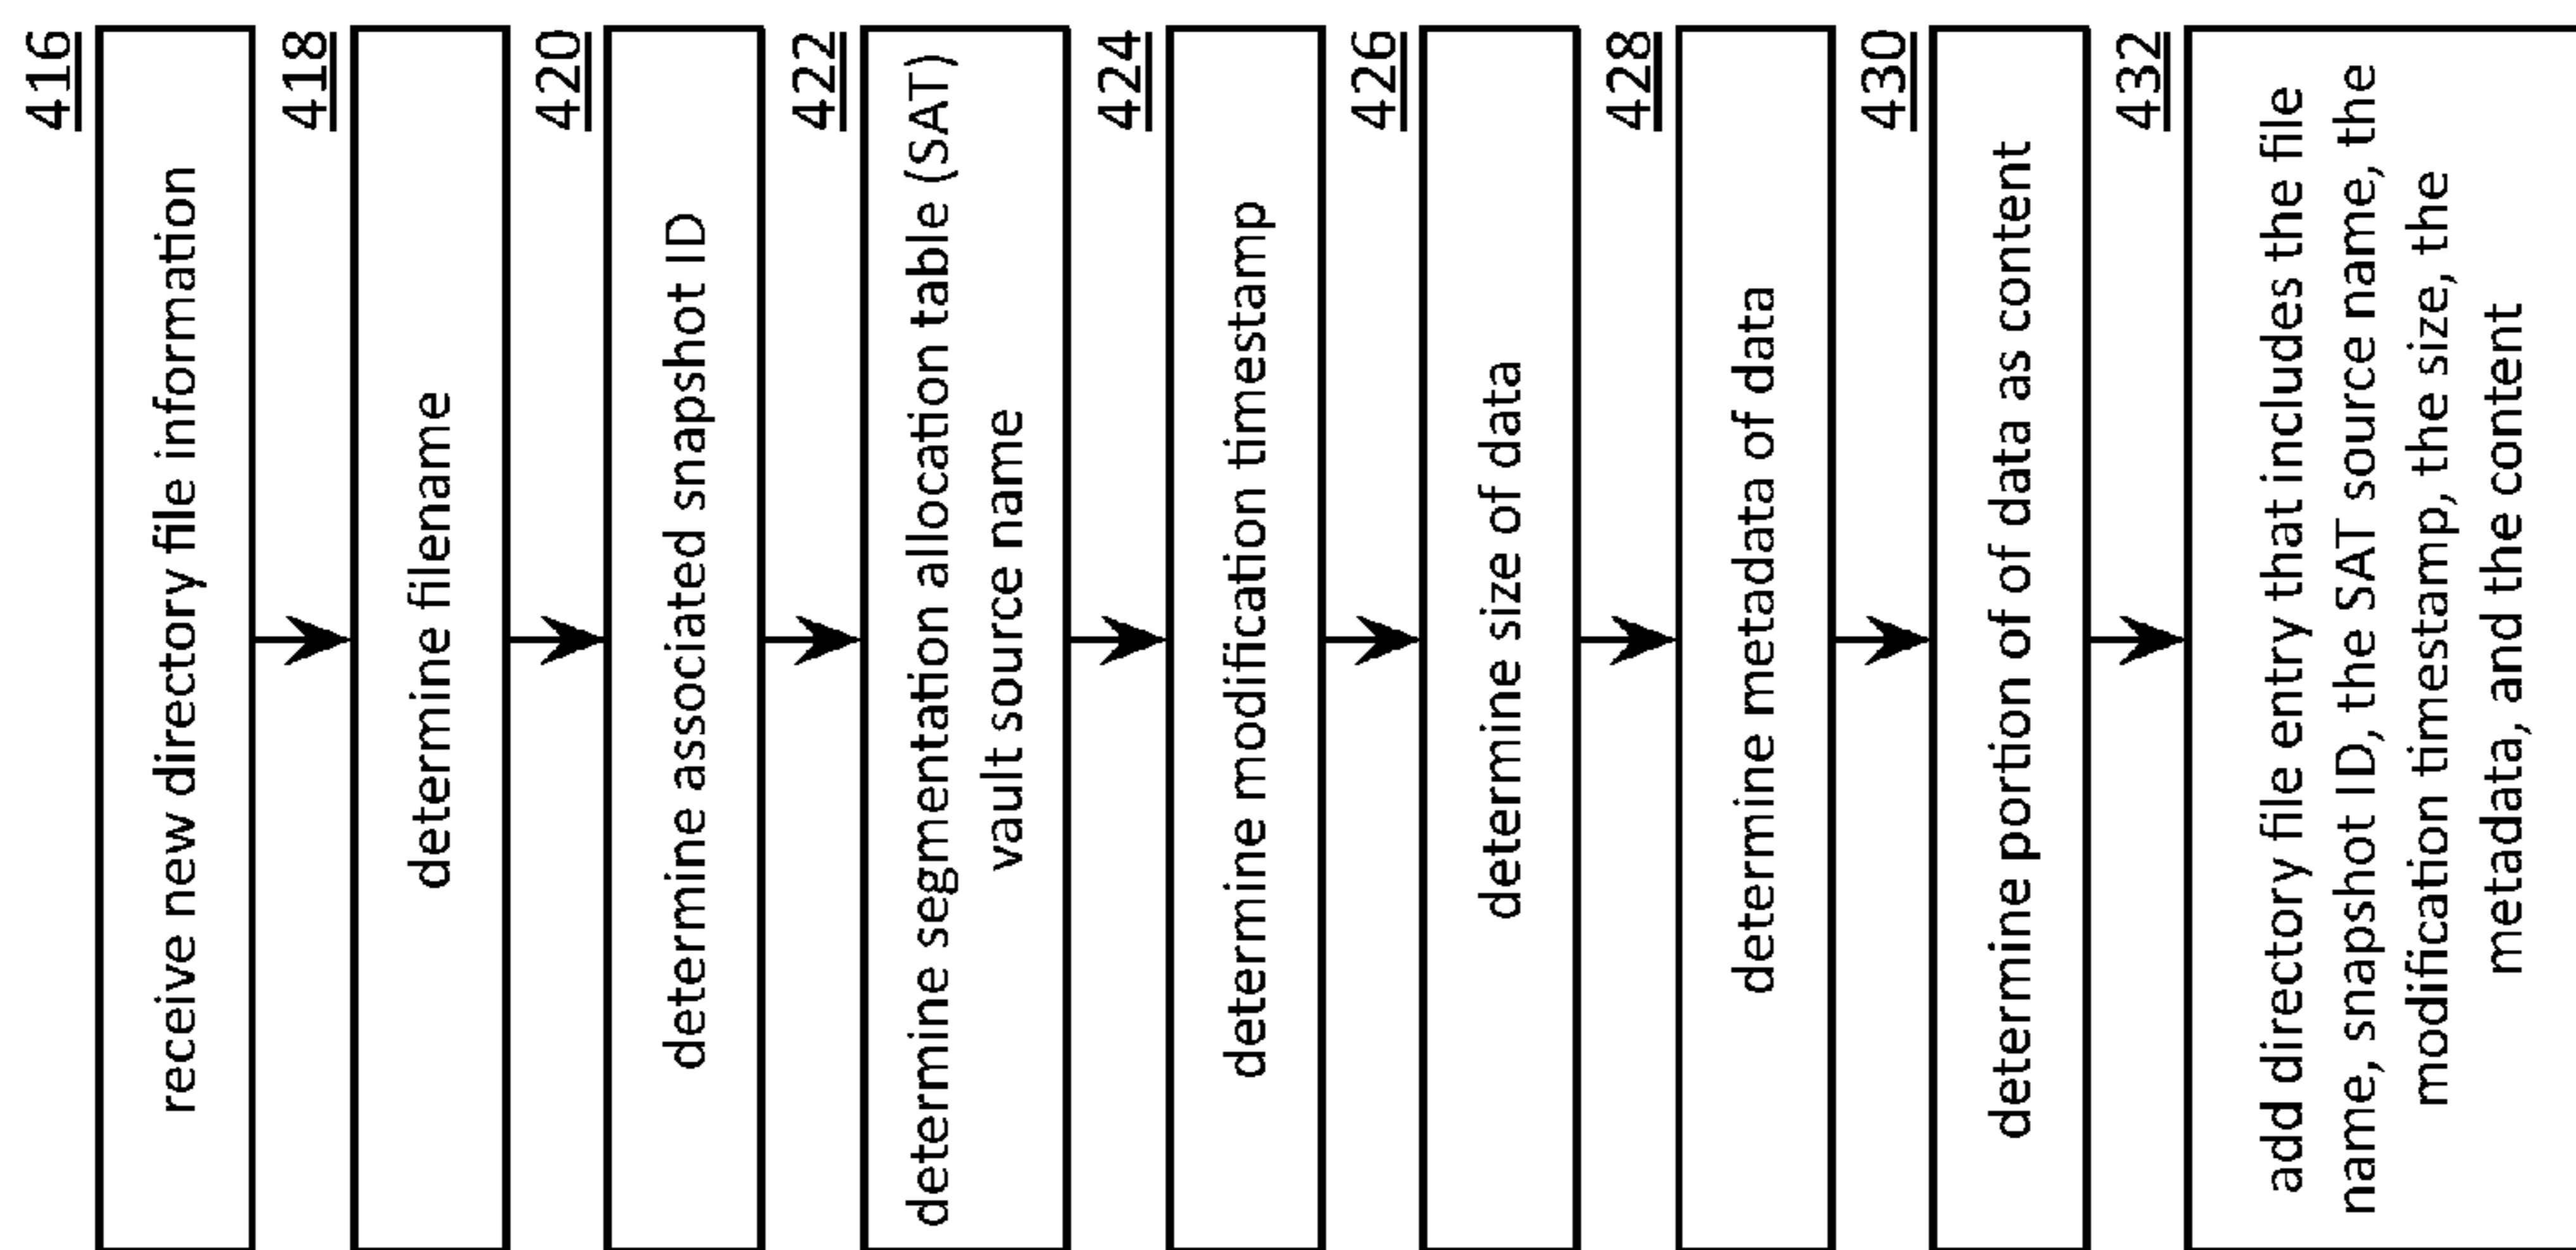 416
receive new directory file information
418
determine filename
420
determine associated snapshot ID
422
determine segmentation allocation table (SAT)
vault source name
424
determine modification timestamp
426
determine size of data
428
determine metadata of data
430
determine portion of of data as content
432
add directory file entry that includes the file
name, snapshot ID, the SAT source name, the
modification timestamp, the size, the
metadata, and the content